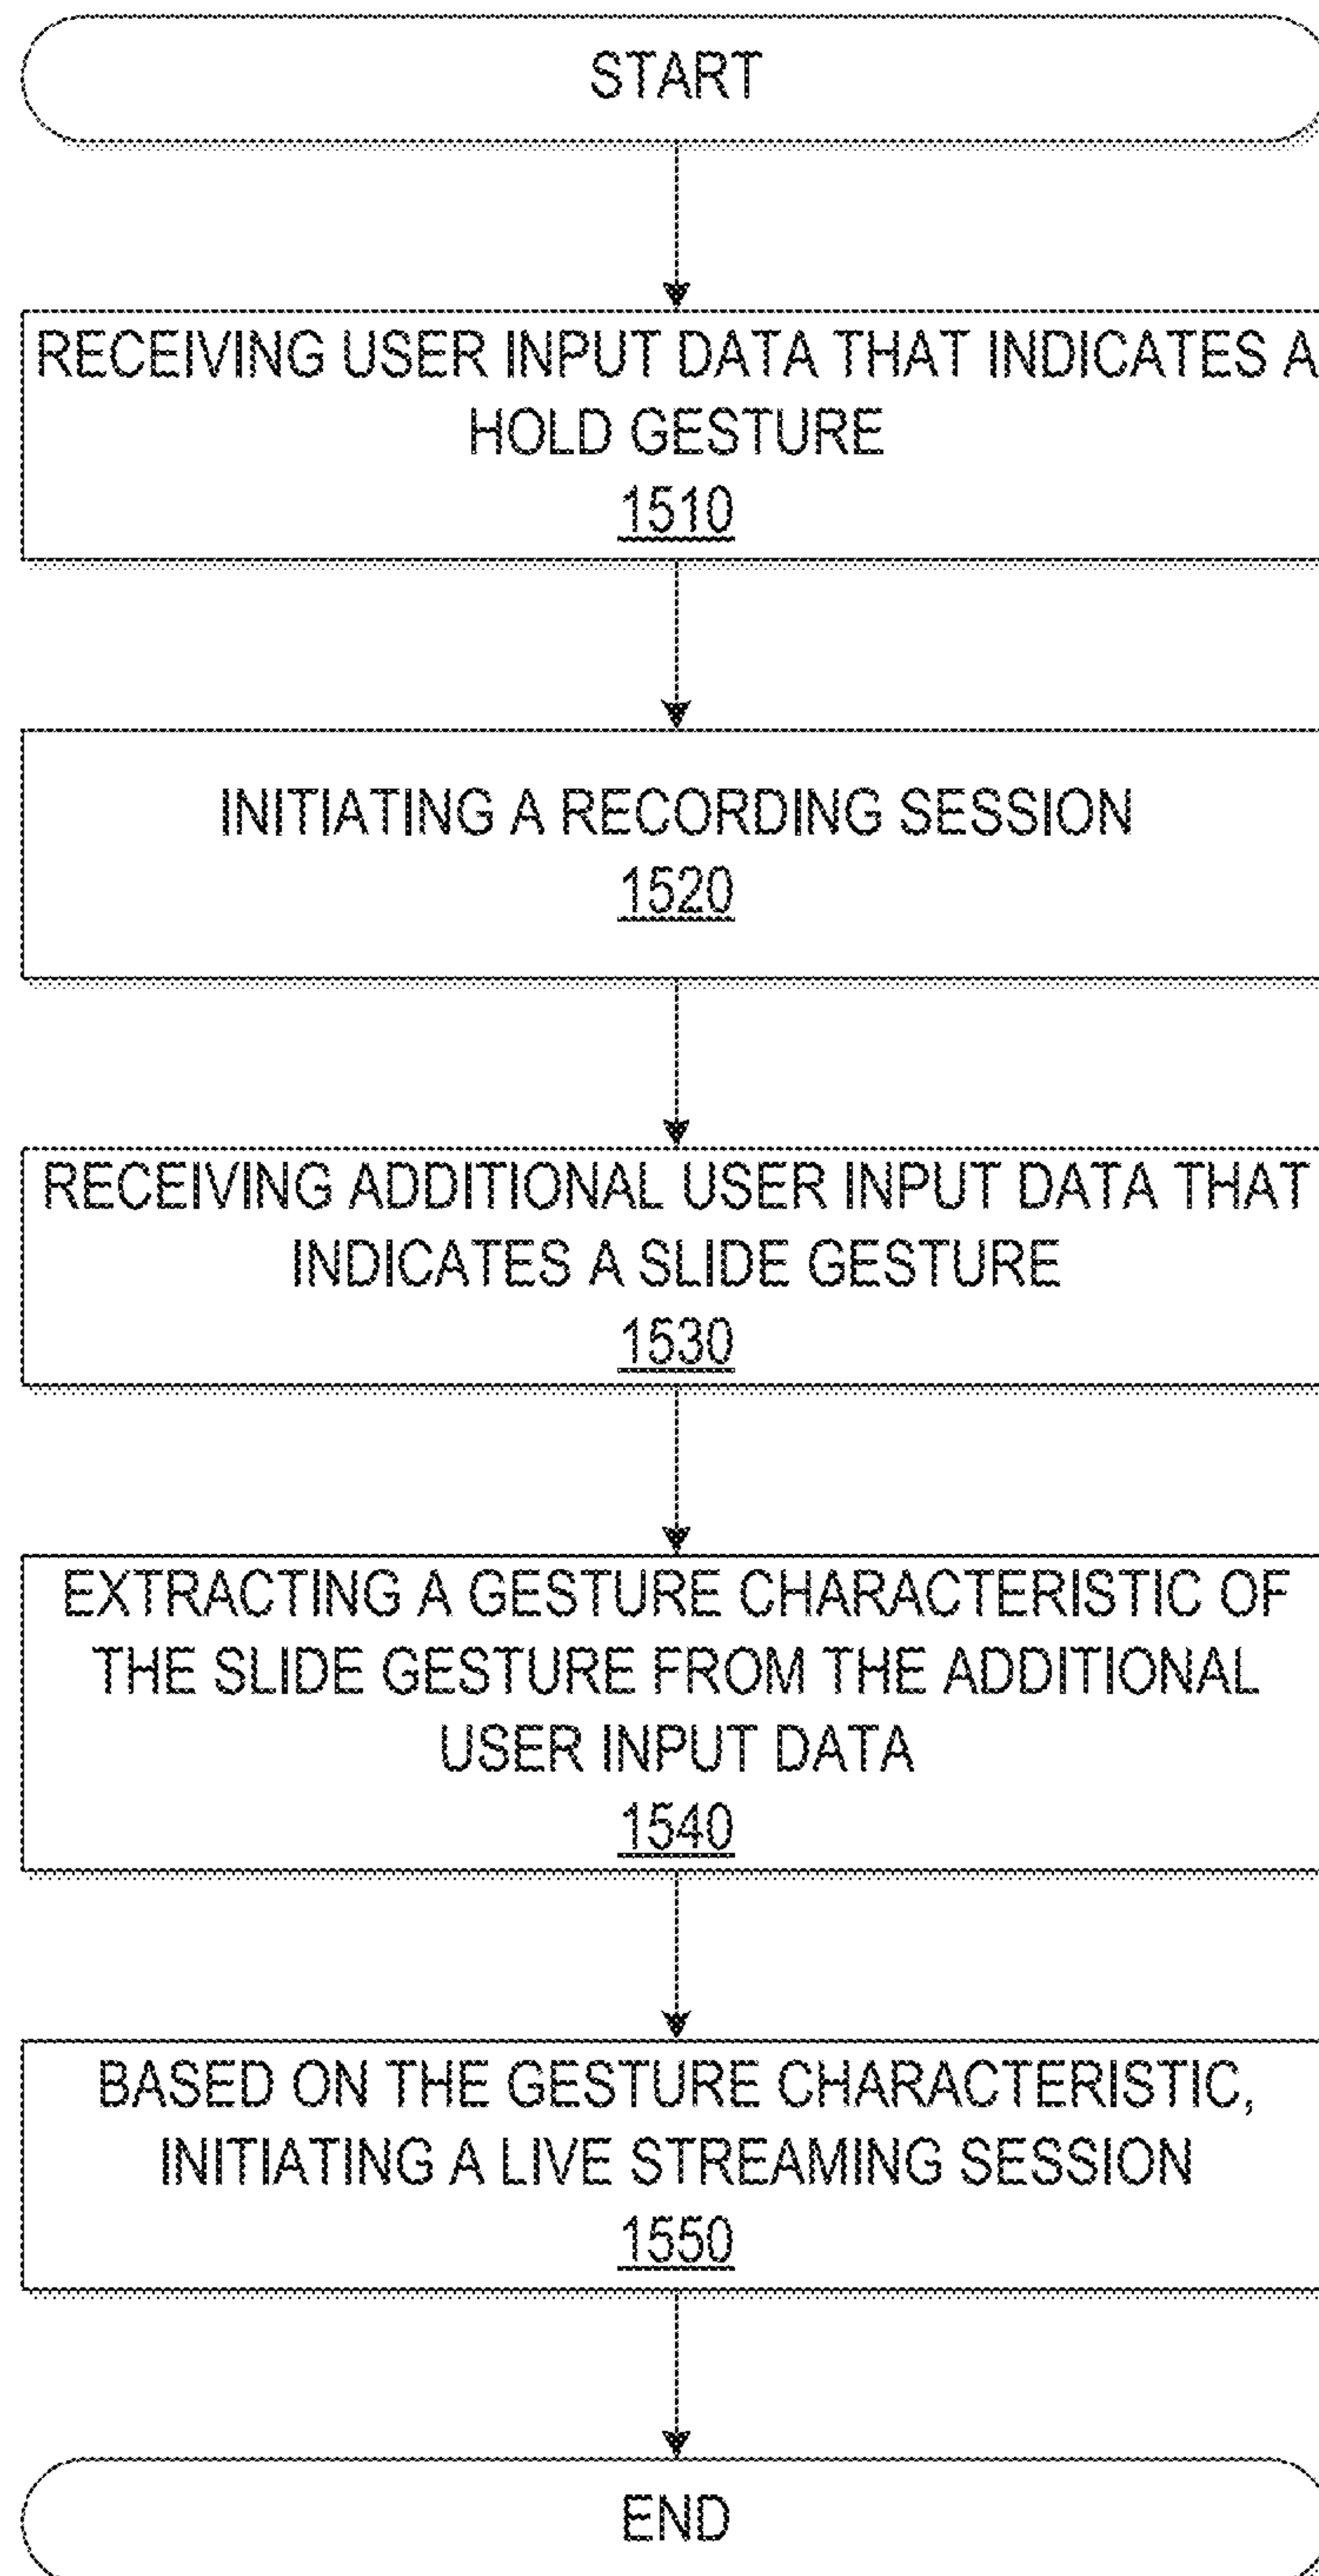 START
RECEIVING USER INPUT DATA THAT INDICATES A
HOLD GESTURE
1510
INITIATING A RECORDING SESSION
1520
RECEIVING ADDITIONAL USER INPUT DATA THAT
INDICATES A SLIDE GESTURE
1530
EXTRACTING A GESTURE CHARACTERISTIC OF
THE SLIDE GESTURE FROM THE ADDITIONAL
USER INPUT DATA
1540
BASED ON THE GESTURE CHARACTERISTIC,
INITIATING A LIVE STREAMING SESSION
1550
END